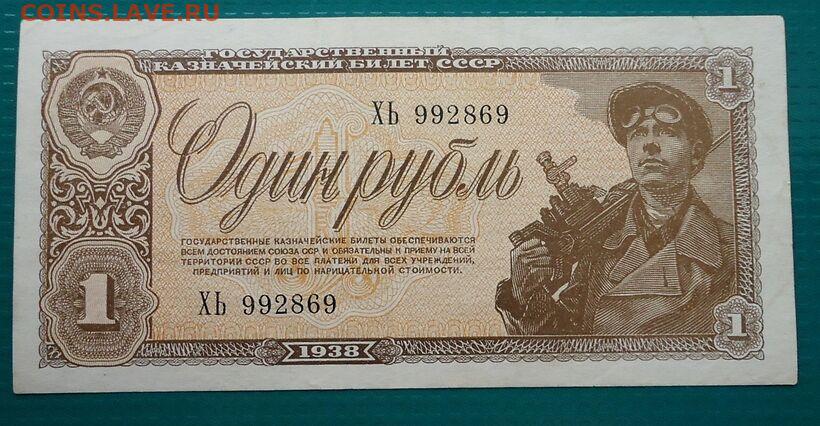 COINS.LAVE.RU
ГОСУДАРСТВЕННЫЙ
КАЗНАЧЕЙСКИЙ БИЛЕТ СССР
1
ХЬ 992869
Один рубль
ГОСУДАРСТВЕННЫЕ КАЗНАЧЕЙСКИЕ БИЛЕТЫ ОБЕСПЕЧИВАЮТСЯ
ВСЕМ ДОСТОЯНИЕМ СОЮЗА ССР И ОБЯЗАТЕЛЬНЫ К ПРИЕМУ НА ВСЕЙ
ТЕРРИТОРИИ СССР ВО ВСЕ ПЛАТЕЖИ ДЛЯ ВСЕХ УЧРЕЖДЕНИЙ,
ПРЕДПРИЯТИЙ И ЛИЦ ПО НАРИЦАТЕЛЬНОЙ СТОИМОСТИ.
ХЬ 992869
1
1
1938